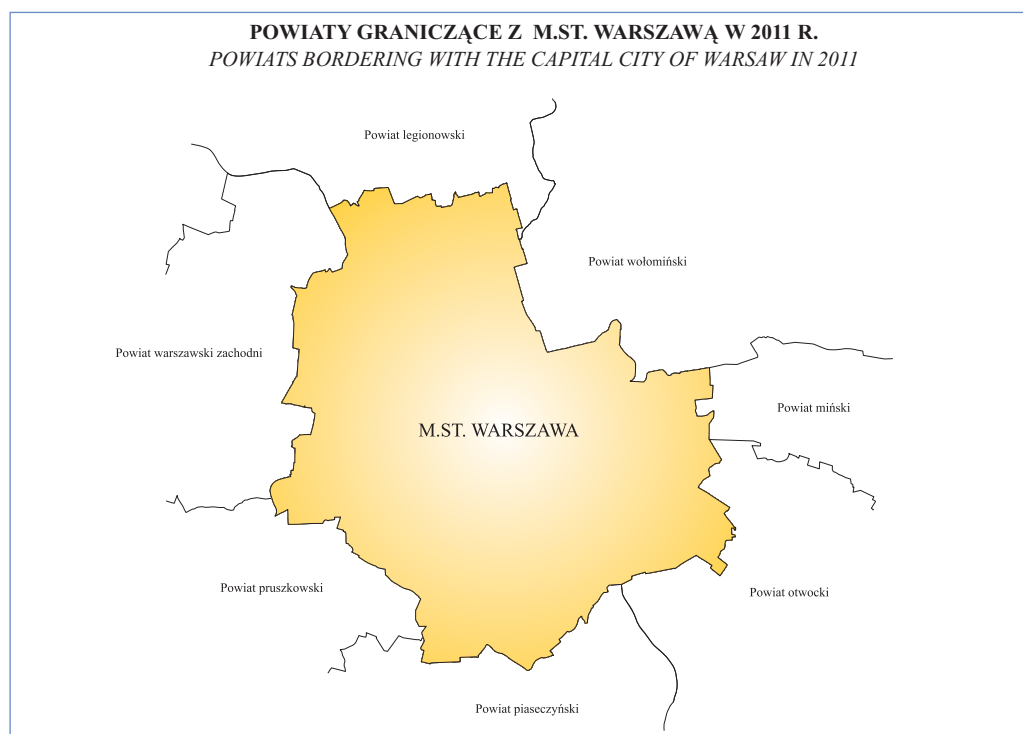 POWIATY GRANICZĄCE Z M.ST. WARSZAWĄ W 2011 R.
POWIATS BORDERING WITH THE CAPITAL CITY OF WARSAW IN 2011
Powiat legionowski
Powiat wołomiński
Powiat warszawski zachodni
Powiat miński
M.ST. WARSZAWA
Powiat pruszkowski
Powiat otwocki
Powiat piaseczyński